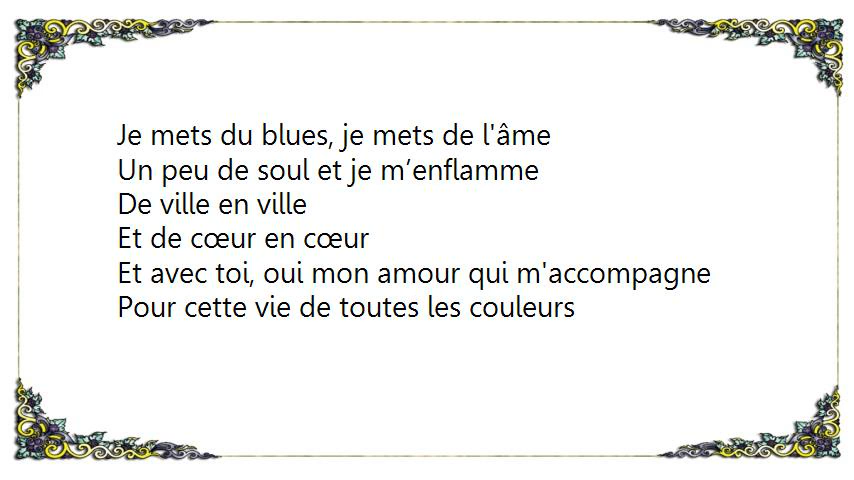 Je mets du blues, je mets de l'âme
Un peu de soul et je m’enflamme
De ville en ville
Et de cœur en cœur
Et avec toi, oui mon amour qui m'accompagne
Pour cette vie de toutes les couleurs